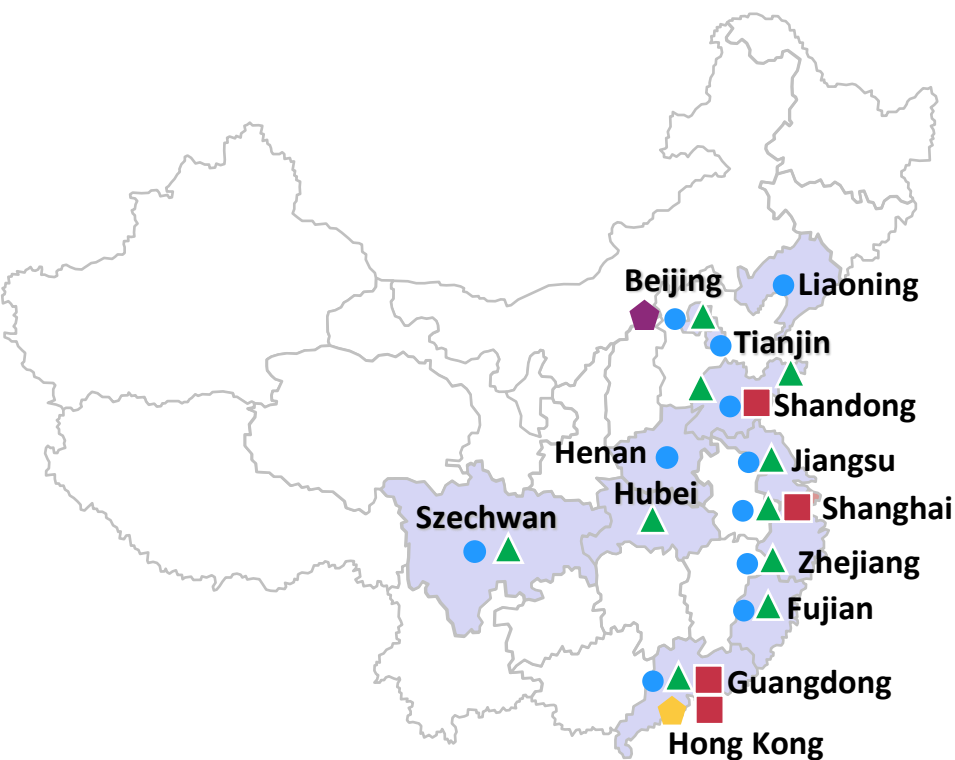 Beijing
Liaoning
Tianjin
Shandong
Henan
Jiangsu
Hubei
Szechwan
Shanghai
Zhejiang
Fujian
Guangdong
Hong Kong